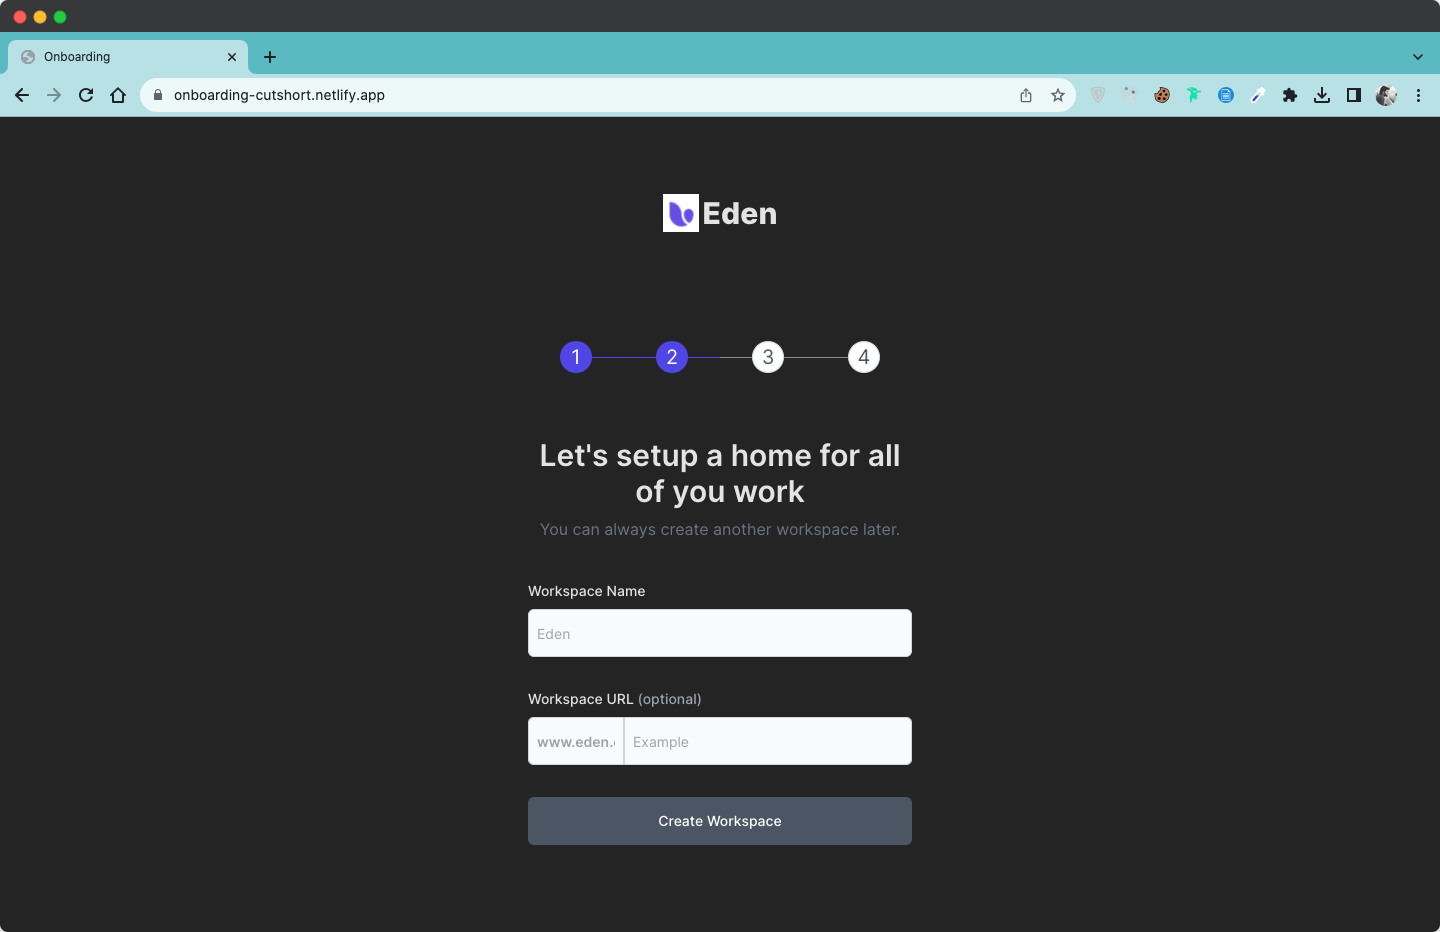 Onboarding
onboarding-cutshort.netlify.app
Eden
1 2 3 4
Let's setup a home for all
of you work
You can always create another workspace later.
Workspace Name
Eden
Workspace URL (optional)
www.eden. Example
Create Workspace